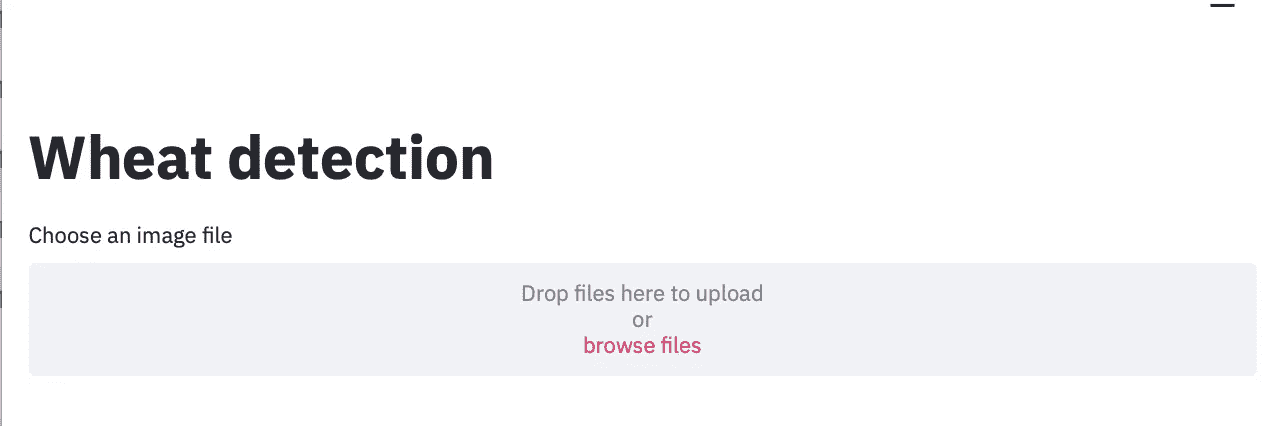 Wheat detection
Choose an image file
Drop files here to upload
or
browse files